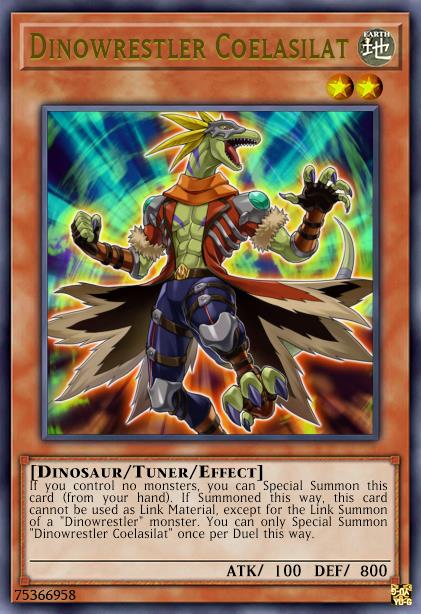 DINOWRESTLER COELASILAT
EARTH
地
[DINOSAUR/TUNER/EFFECT]
If you control no monsters, you can Special Summon this
card (from your hand). If Summoned this way, this card
cannot be used as Link Material, except for the Link Summon
of a "Dinowrestler" monster. You can only Special Summon
"Dinowrestler Coelasilat" once per Duel this way.
ATK/ 100 DEF/ 800
75366958